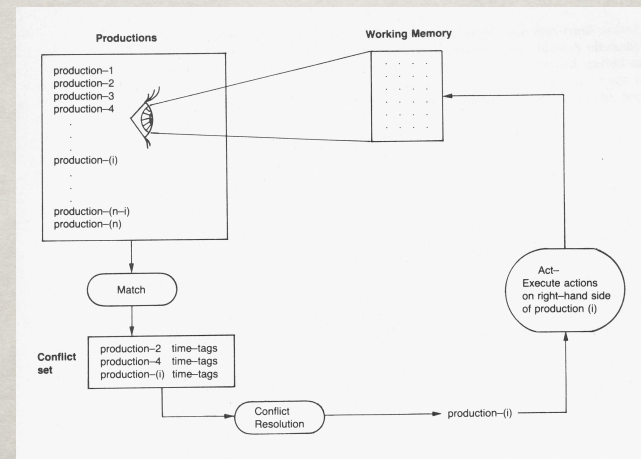 Productions
Working Memory
production–1
production–2
production–3
production–4
production–(i)
production–(n–i)
production–(n)
Match
Conflict
set
production–2 time–tags
production–4 time–tags
production–(i) time–tags
Conflict
Resolution
production–(i)
Act–
Execute actions
on right–hand side
of production (i)